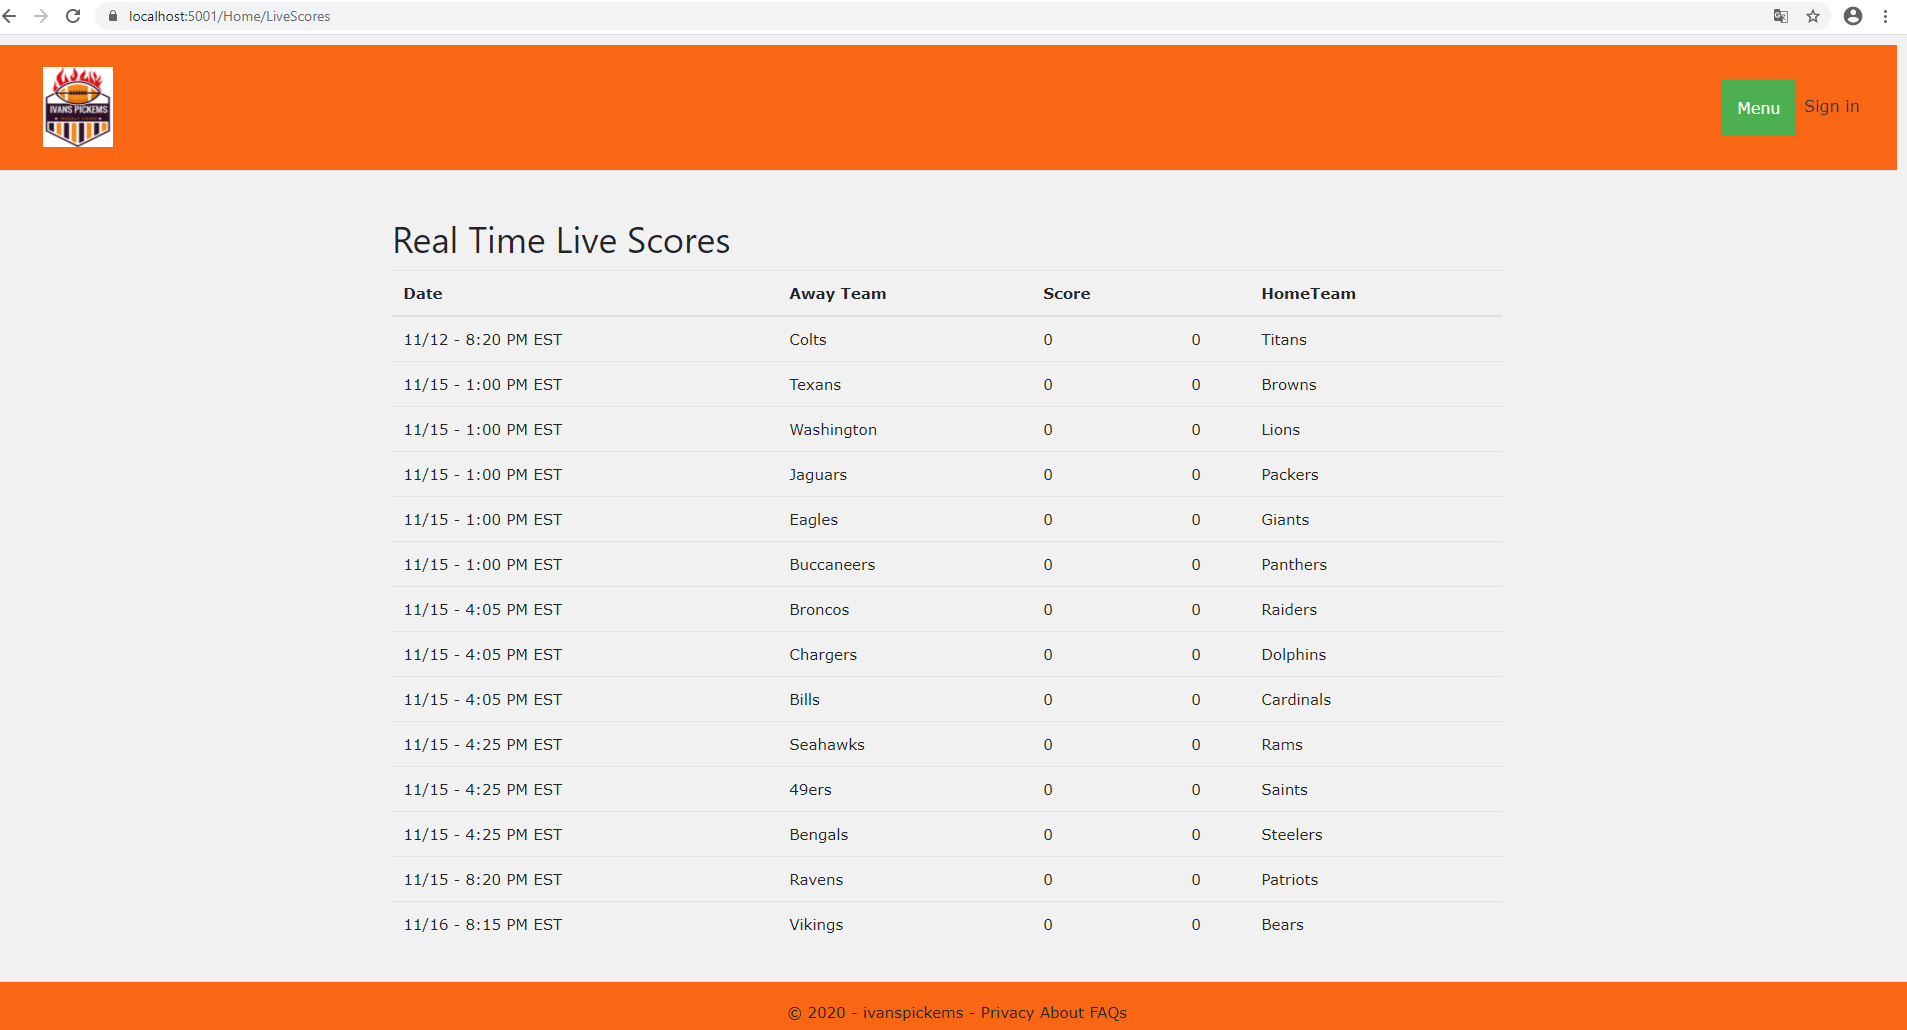 localhost:5001/Home/LiveScores
IVANS PICKEMS
Menu Sign in
Real Time Live Scores
Date Away Team Score HomeTeam
11/12 - 8:20 PM EST Colts 0 0 Titans
11/15 - 1:00 PM EST Texans 0 0 Browns
11/15 - 1:00 PM EST Washington 0 0 Lions
11/15 - 1:00 PM EST Jaguars 0 0 Packers
11/15 - 1:00 PM EST Eagles 0 0 Giants
11/15 - 1:00 PM EST Buccaneers 0 0 Panthers
11/15 - 4:05 PM EST Broncos 0 0 Raiders
11/15 - 4:05 PM EST Chargers 0 0 Dolphins
11/15 - 4:05 PM EST Bills 0 0 Cardinals
11/15 - 4:25 PM EST Seahawks 0 0 Rams
11/15 - 4:25 PM EST 49ers 0 0 Saints
11/15 - 4:25 PM EST Bengals 0 0 Steelers
11/15 - 8:20 PM EST Ravens 0 0 Patriots
11/16 - 8:15 PM EST Vikings 0 0 Bears
© 2020 - ivanspickems - Privacy About FAQs